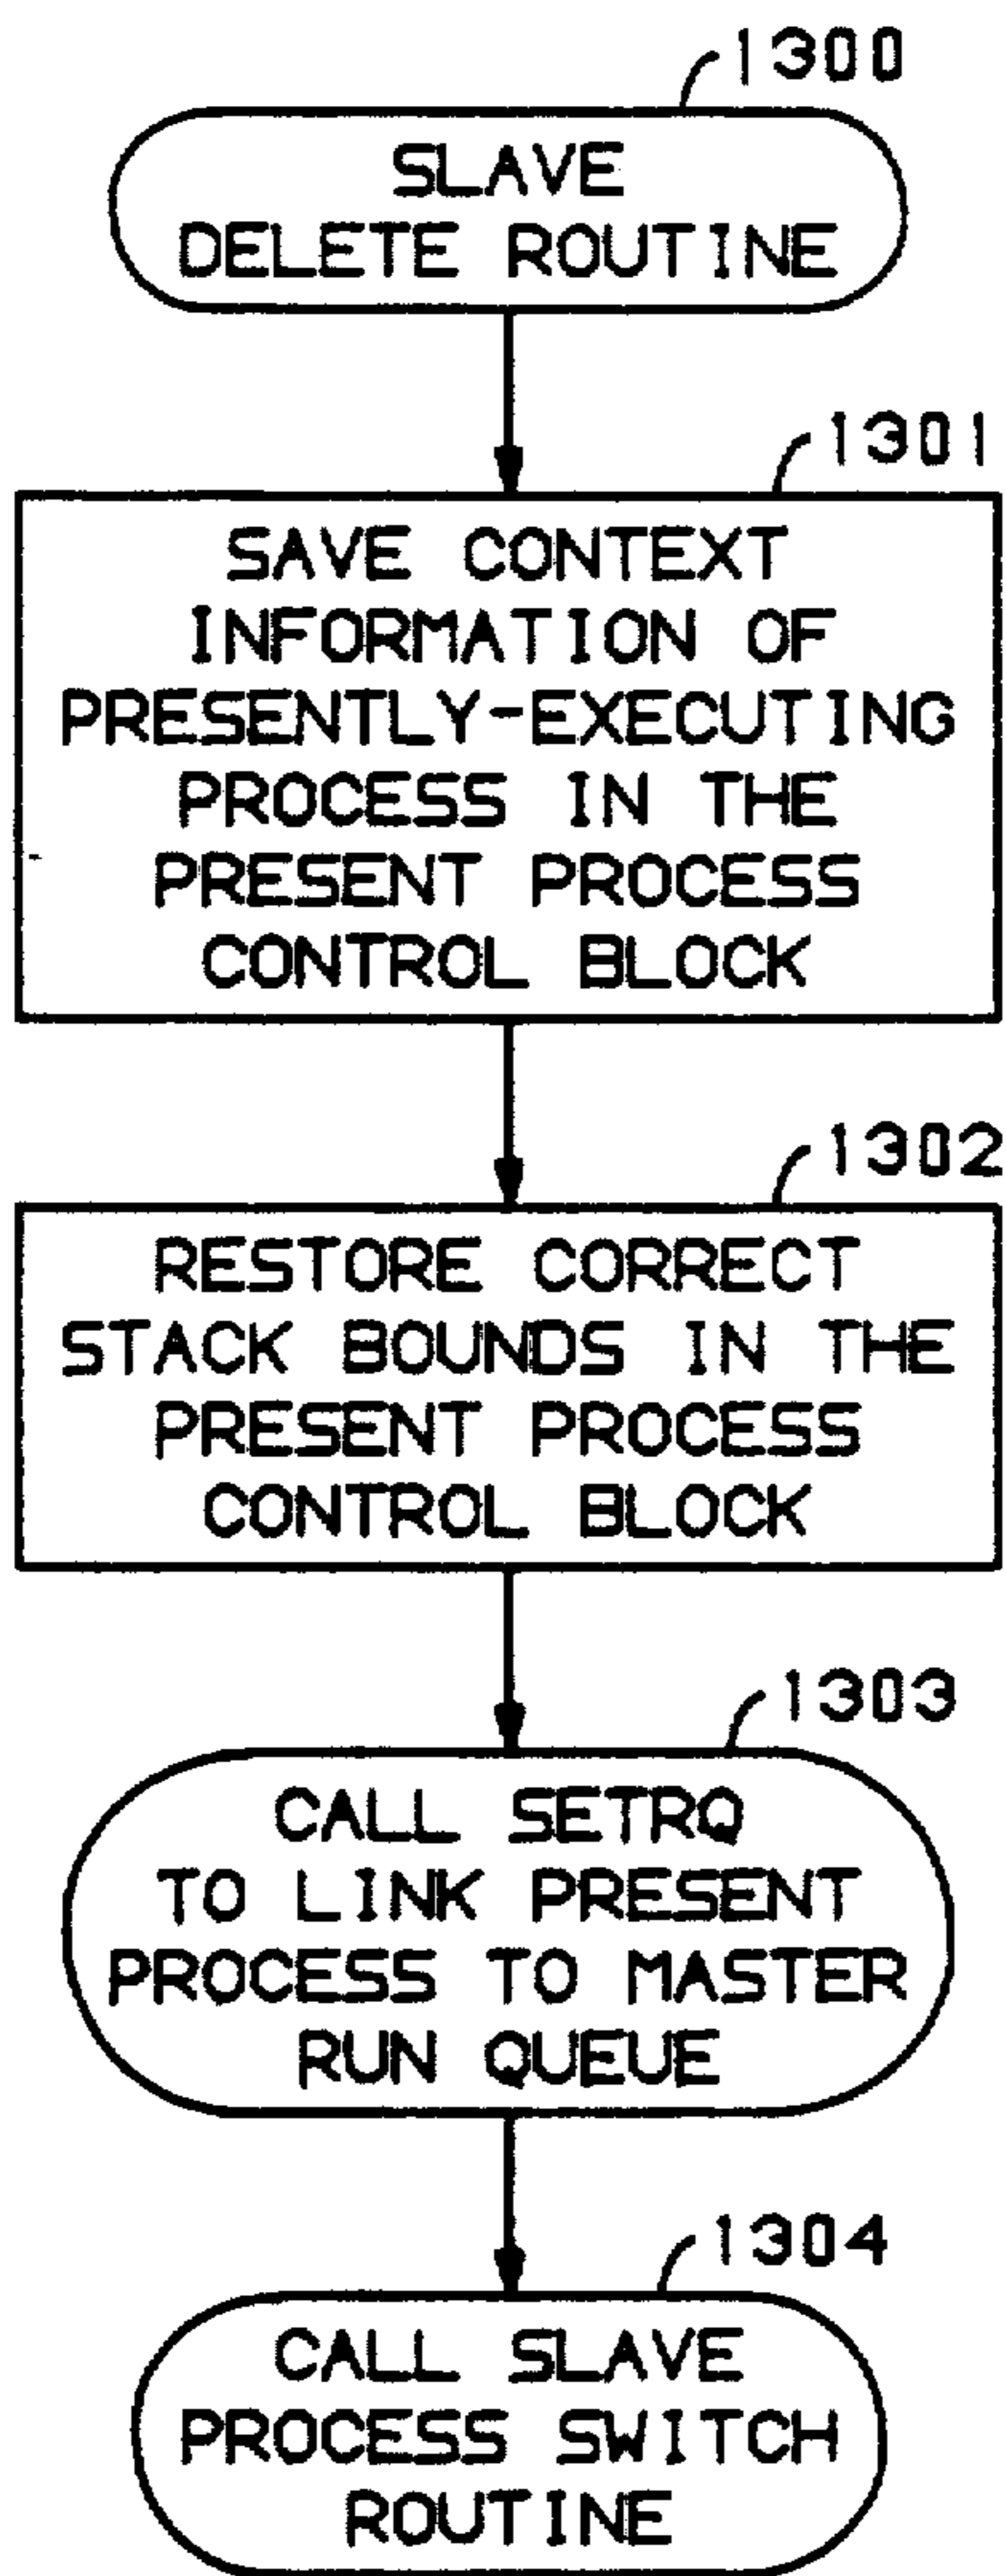 1300
SLAVE
DELETE ROUTINE
1301
SAVE CONTEXT
INFORMATION OF
PRESENTLY-EXECUTING
PROCESS IN THE
PRESENT PROCESS
CONTROL BLOCK
1302
RESTORE CORRECT
STACK BOUNDS IN THE
PRESENT PROCESS
CONTROL BLOCK
1303
CALL SETRQ
TO LINK PRESENT
PROCESS TO MASTER
RUN QUEUE
1304
CALL SLAVE
PROCESS SWITCH
ROUTINE